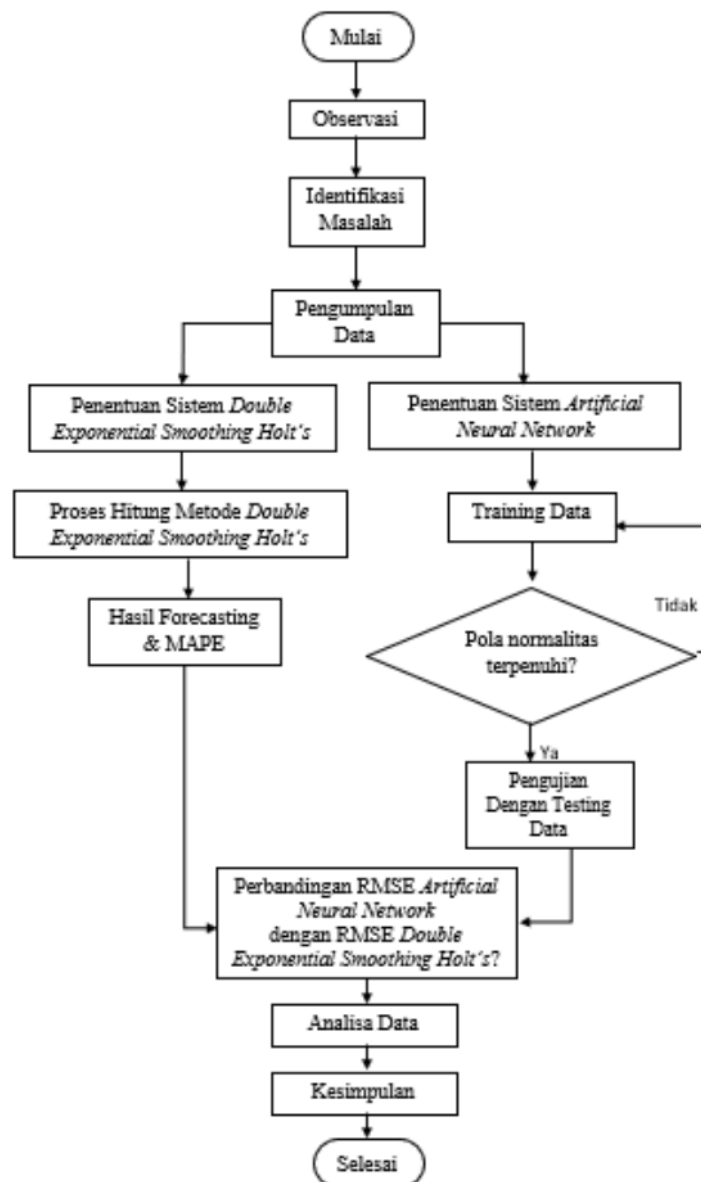 Mulai
Observasi
Identifikasi
Masalah
Pengumpulan
Data
Penentuan Sistem Double
Exponential Smoothing Holt's
Proses Hitung Metode Double
Exponential Smoothing Holt's
Hasil Forecasting
& MAPE
Penentuan Sistem Artificial
Neural Network
Training Data
Tidak
Pola normalitas
terpenuhi?
Ya
Pengujian
Dengan Testing
Data
Perbandingan RMSE Artificial
Neural Network
dengan RMSE Double
Exponential Smoothing Holt's?
Analisa Data
Kesimpulan
Selesai